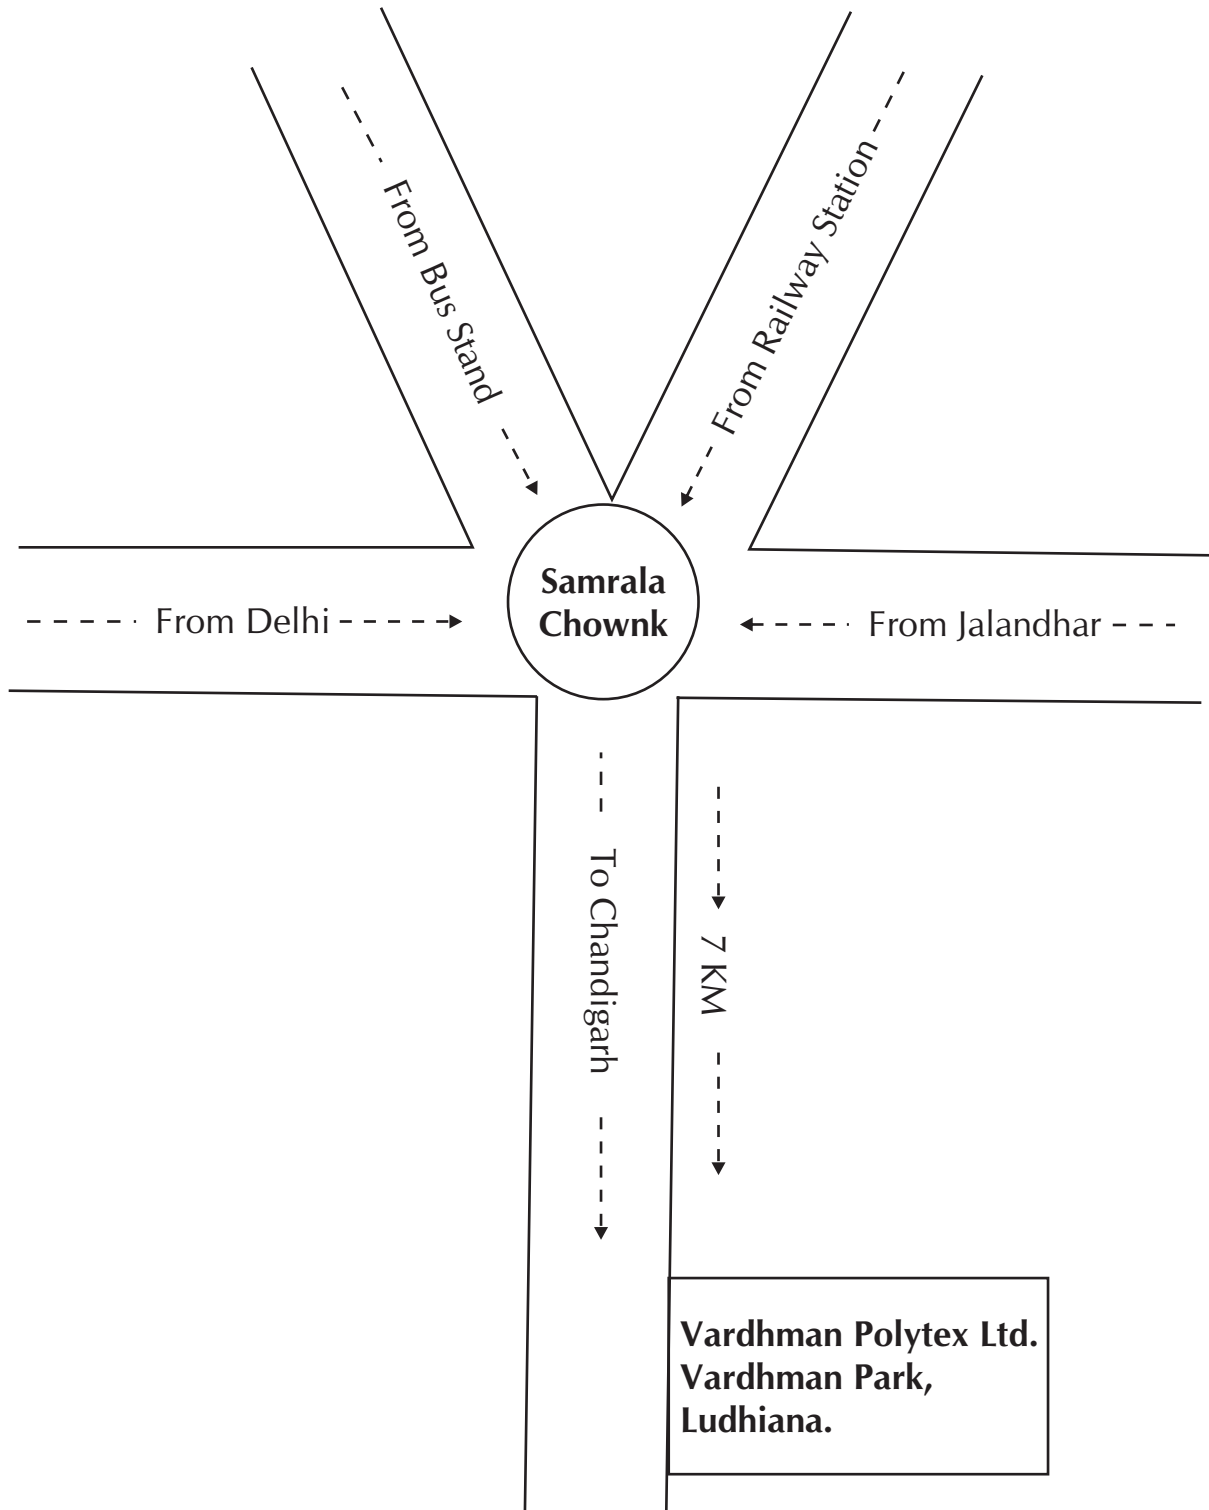 From Bus Stand
From Railway Station
Samrala
Chownk
From Delhi
From Jalandhar
To Chandigarh
7 KM
Vardhman Polytex Ltd.
Vardhman Park,
Ludhiana.